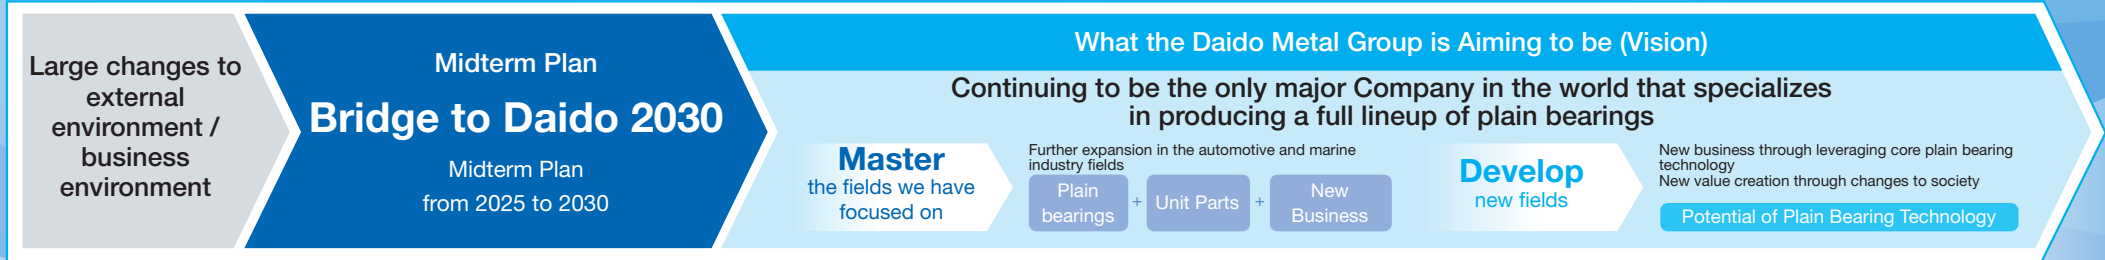 Large changes to
external
environment /
business
environment
Midterm Plan
Bridge to Daido 2030
Midterm Plan
from 2025 to 2030
What the Daido Metal Group is Aiming to be (Vision)
Continuing to be the only major Company in the world that specializes
in producing a full lineup of plain bearings
Master
the fields we have
focused on
Further expansion in the automotive and marine
industry fields
Plain
bearings
+
Unit Parts
+
New
Business
Develop
new fields
New business through leveraging core plain bearing
technology
New value creation through changes to society
Potential of Plain Bearing Technology